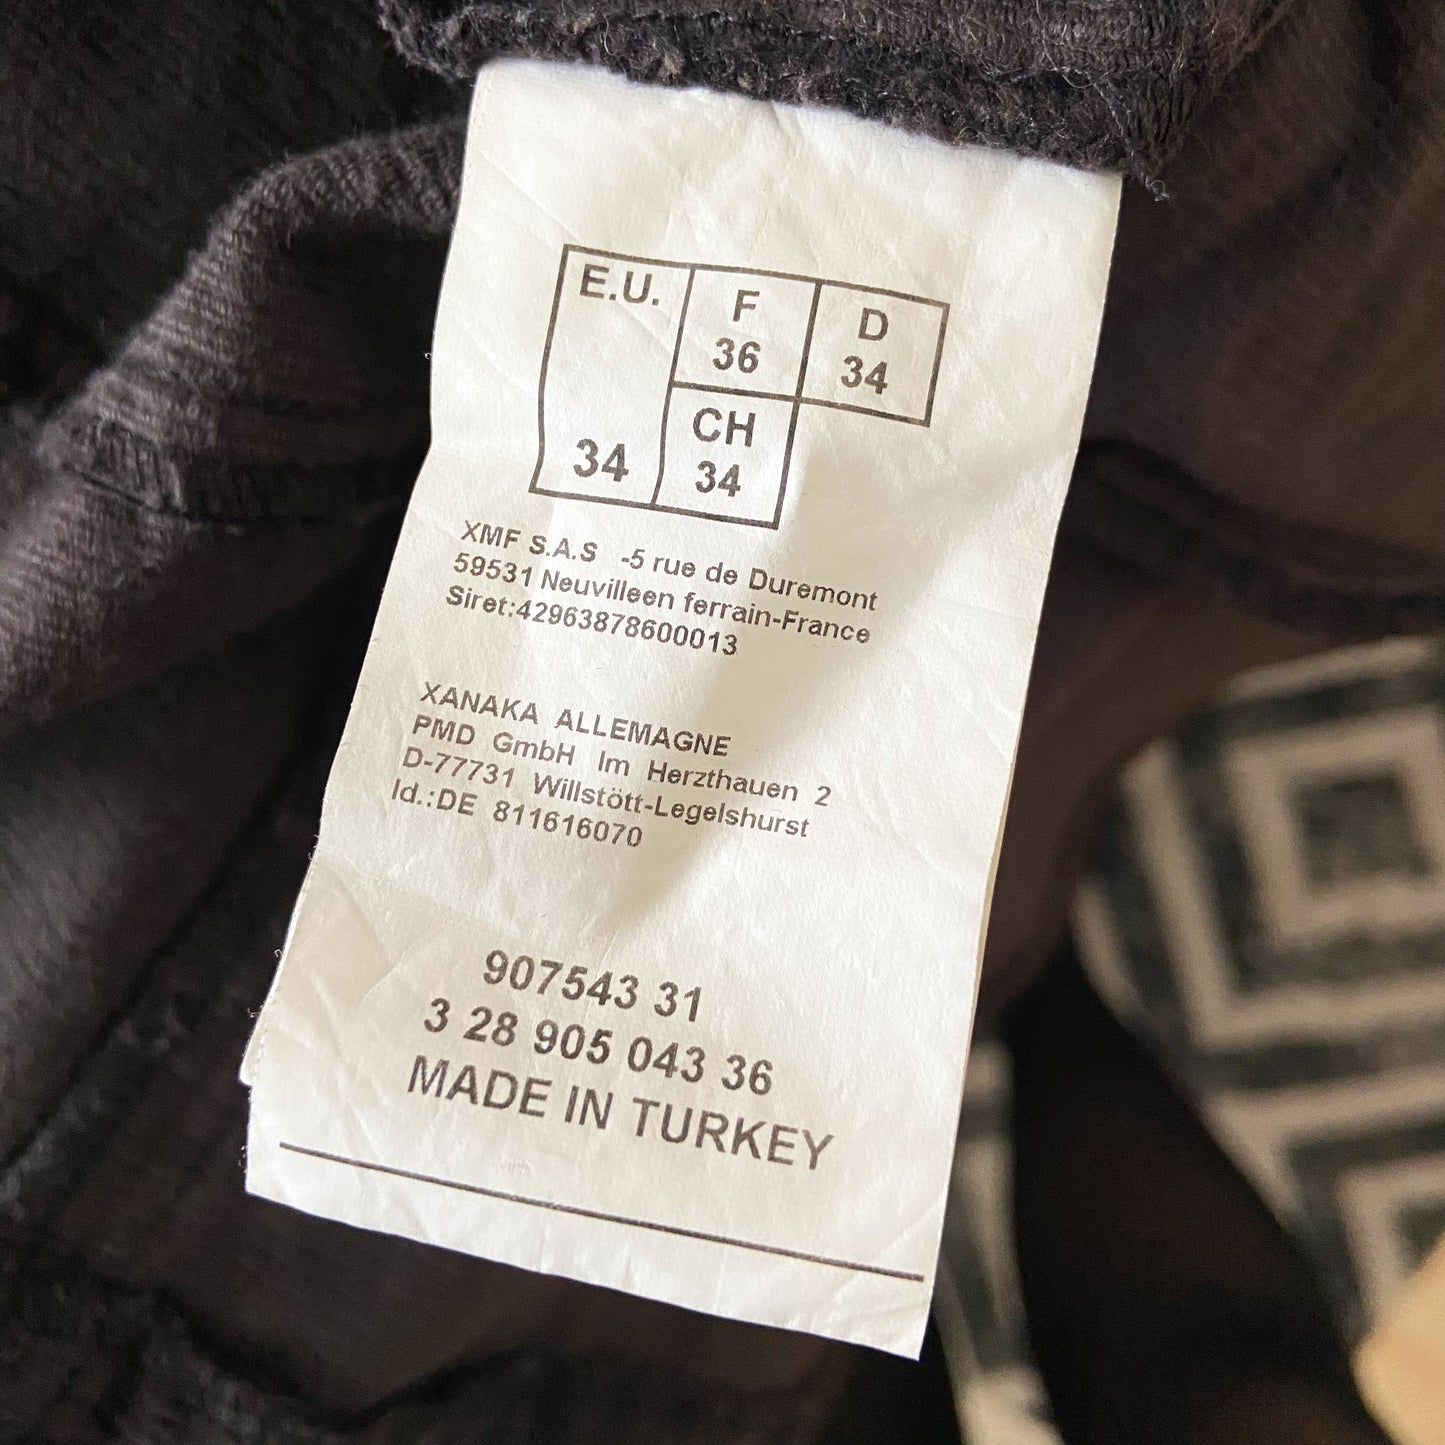 E.U. F D
36 34
CH
34 34
XMF S.A.S -5 rue de Duremont
59531 Neuvilleen ferrain-France
Siret:42963878600013
XANAKA ALLEMAGNE
PMD GmbH Im Herzthauen 2
D-77731 Willstött-Legelshurst
Id.:DE 811616070
907543 31
3 28 905 043 36
MADE IN TURKEY